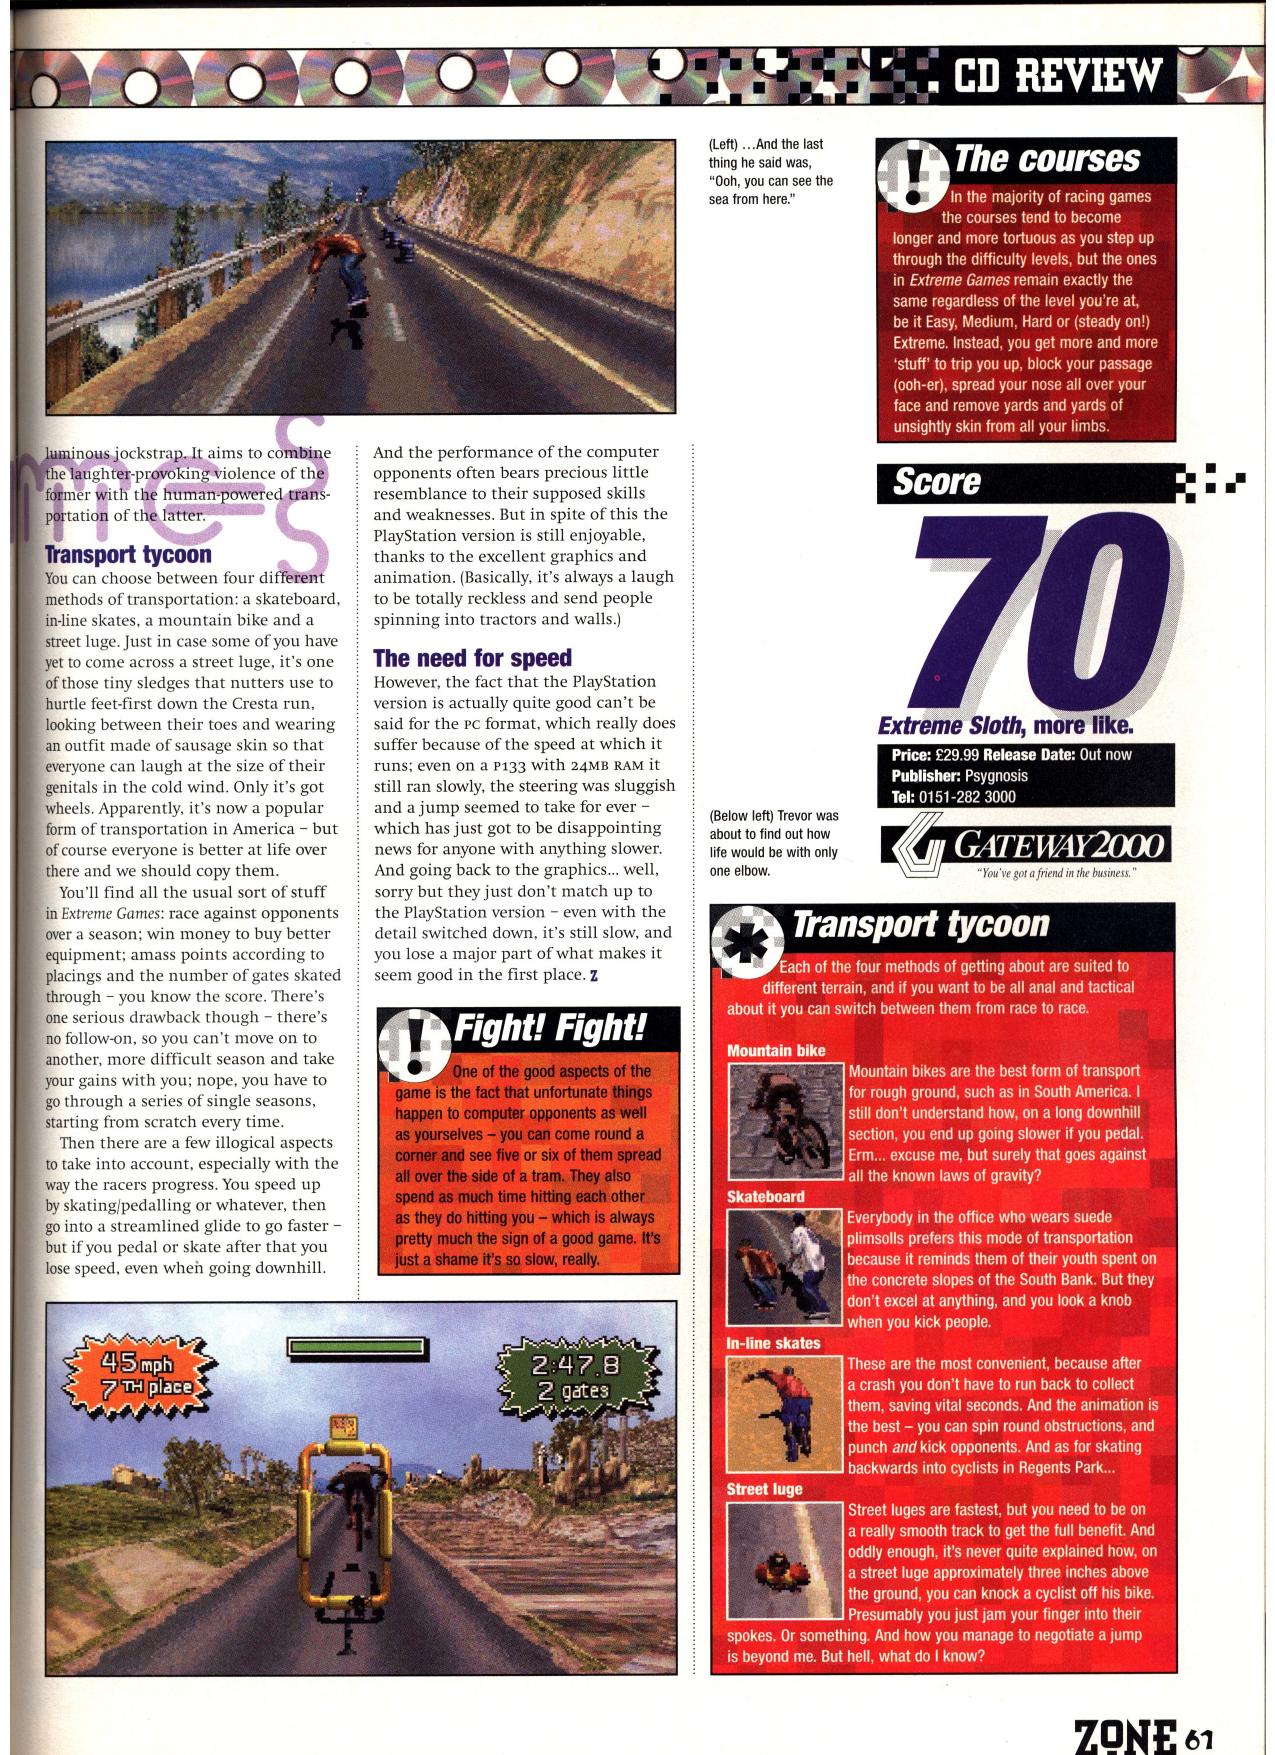 CD REVIEW
(Left) …And the last
thing he said was,
“Ooh, you can see the
sea from here.”
luminous jockstrap. It aims to combine
the laughter-provoking violence of the
former with the human-powered trans-
portation of the latter.
Transport tycoon
You can choose between four different
methods of transportation: a skateboard,
in-line skates, a mountain bike and a
street luge. Just in case some of you have
yet to come across a street luge, it’s one
of those tiny sledges that nutters use to
hurtle feet-first down the Cresta run,
looking between their toes and wearing
an outfit made of sausage skin so that
everyone can laugh at the size of their
genitals in the cold wind. Only it’s got
wheels. Apparently, it’s now a popular
form of transportation in America – but
of course everyone is better at life over
there and we should copy them.
You’ll find all the usual sort of stuff
in Extreme Games: race against opponents
over a season; win money to buy better
equipment; amass points according to
placings and the number of gates skated
through – you know the score. There’s
one serious drawback though – there’s
no follow-on, so you can’t move on to
another, more difficult season and take
your gains with you; nope, you have to
go through a series of single seasons,
starting from scratch every time.
Then there are a few illogical aspects
to take into account, especially with the
way the racers progress. You speed up
by skating/pedalling or whatever, then
go into a streamlined glide to go faster –
but if you pedal or skate after that you
lose speed, even when going downhill.
And the performance of the computer
opponents often bears precious little
resemblance to their supposed skills
and weaknesses. But in spite of this the
PlayStation version is still enjoyable,
thanks to the excellent graphics and
animation. (Basically, it’s always a laugh
to be totally reckless and send people
spinning into tractors and walls.)
The need for speed
However, the fact that the PlayStation
version is actually quite good can’t be
said for the PC format, which really does
suffer because of the speed at which it
runs; even on a P133 with 24MB RAM it
still ran slowly, the steering was sluggish
and a jump seemed to take for ever –
which has just got to be disappointing
news for anyone with anything slower.
And going back to the graphics… well,
sorry but they just don’t match up to
the PlayStation version – even with the
detail switched down, it’s still slow, and
you lose a major part of what makes it
seem good in the first place. Z
Fight! Fight!
One of the good aspects of the
game is the fact that unfortunate things
happen to computer opponents as well
as yourselves – you can come round a
corner and see five or six of them spread
all over the side of a tram. They also
spend as much time hitting each other
as they do hitting you – which is always
pretty much the sign of a good game. It’s
just a shame it’s so slow, really.
45 mph
7TH place
2:47.8
2 gates
The courses
In the majority of racing games
the courses tend to become
longer and more tortuous as you step up
through the difficulty levels, but the ones
in Extreme Games remain exactly the
same regardless of the level you’re at,
be it Easy, Medium, Hard or (steady on!)
Extreme. Instead, you get more and more
‘stuff’ to trip you up, block your passage
(ooh-er), spread your nose all over your
face and remove yards and yards of
unsightly skin from all your limbs.
Score
70
Extreme Sloth, more like.
Price: £29.99 Release Date: Out now
Publisher: Psygnosis
Tel: 0151-282 3000
GATEWAY2000
“You’ve got a friend in the business.”
(Below left) Trevor was
about to find out how
life would be with only
one elbow.
Transport tycoon
Each of the four methods of getting about are suited to
different terrain, and if you want to be all anal and tactical
about it you can switch between them from race to race.
Mountain bike
Mountain bikes are the best form of transport
for rough ground, such as in South America. I
still don’t understand how, on a long downhill
section, you end up going slower if you pedal.
Erm… excuse me, but surely that goes against
all the known laws of gravity?
Skateboard
Everybody in the office who wears suede
plimsolls prefers this mode of transportation
because it reminds them of their youth spent on
the concrete slopes of the South Bank. But they
don’t excel at anything, and you look a knob
when you kick people.
In-line skates
These are the most convenient, because after
a crash you don’t have to run back to collect
them, saving vital seconds. And the animation is
the best – you can spin round obstructions, and
punch and kick opponents. And as for skating
backwards into cyclists in Regents Park…
Street luge
Street luges are fastest, but you need to be on
a really smooth track to get the full benefit. And
oddly enough, it’s never quite explained how, on
a street luge approximately three inches above
the ground, you can knock a cyclist off his bike.
Presumably you just jam your finger into their
spokes. Or something. And how you manage to negotiate a jump
is beyond me. But hell, what do I know?
ZONE 61